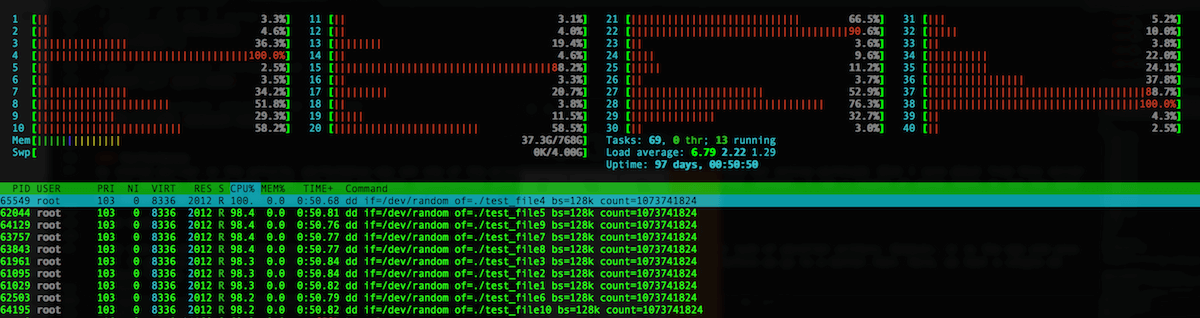 1 [|| 3.3%] 11 [|| 3.1%] 21 [||||||||||||||||||||||||||| 66.5%] 31 [||| 5.2%]
2 [|| 4.6%] 12 [|| 4.0%] 22 [||||||||||||||||||||||||||||||||||||90.6%] 32 [|||| 10.0%]
3 [|||||||||||||| 36.3%] 13 [|||||||| 19.4%] 23 [|| 3.6%] 33 [|| 3.8%]
4 [||||||||||||||||||||||||||||||||||100.0%] 14 [|| 4.6%] 24 [|||| 9.6%] 34 [||||||||| 22.0%]
5 [|| 2.5%] 15 [|||||||||||||||||||||||||||||||||||88.2%] 25 [||||| 11.2%] 35 [||||||||| 24.1%]
6 [|| 3.5%] 16 [|| 3.3%] 26 [|| 3.7%] 36 [||||||||||||||| 37.8%]
7 [|||||||||||||| 34.2%] 17 [|||||||| 20.7%] 27 [||||||||||||||||||||| 52.9%] 37 [|||||||||||||||||||||||||||||||||||88.7%]
8 [||||||||||||||||||||| 51.8%] 18 [|| 3.8%] 28 [||||||||||||||||||||||||||||||| 76.3%] 38 [||||||||||||||||||||||||||||||||||100.0%]
9 [|||||||||||| 29.3%] 19 [||||| 11.5%] 29 [||||||||||||| 32.7%] 39 [|| 4.3%]
10 [||||||||||||||||||||||| 58.2%] 20 [||||||||||||||||||||||| 58.5%] 30 [|| 3.0%] 40 [|| 2.5%]
Mem[|||||||||||||| 37.3G/768G] Tasks: 69, 0 thr; 13 running
Swp[ 0K/4.00G] Load average: 6.79 2.22 1.29
Uptime: 97 days, 00:50:50
PID USER PRI NI VIRT RES S CPU% MEM% TIME+ Command
65549 root 103 0 8336 2012 R 100. 0.0 0:50.68 dd if=/dev/random of=./test_file4 bs=128k count=1073741824
62044 root 103 0 8336 2012 R 98.4 0.0 0:50.81 dd if=/dev/random of=./test_file5 bs=128k count=1073741824
64129 root 103 0 8336 2012 R 98.4 0.0 0:50.76 dd if=/dev/random of=./test_file9 bs=128k count=1073741824
63757 root 103 0 8336 2012 R 98.4 0.0 0:50.77 dd if=/dev/random of=./test_file7 bs=128k count=1073741824
63843 root 103 0 8336 2012 R 98.4 0.0 0:50.77 dd if=/dev/random of=./test_file8 bs=128k count=1073741824
61961 root 103 0 8336 2012 R 98.3 0.0 0:50.84 dd if=/dev/random of=./test_file3 bs=128k count=1073741824
61095 root 103 0 8336 2012 R 98.3 0.0 0:50.84 dd if=/dev/random of=./test_file2 bs=128k count=1073741824
61029 root 103 0 8336 2012 R 98.3 0.0 0:50.82 dd if=/dev/random of=./test_file1 bs=128k count=1073741824
62503 root 103 0 8336 2012 R 98.2 0.0 0:50.79 dd if=/dev/random of=./test_file6 bs=128k count=1073741824
64195 root 103 0 8336 2012 R 98.2 0.0 0:50.82 dd if=/dev/random of=./test_file10 bs=128k count=1073741824